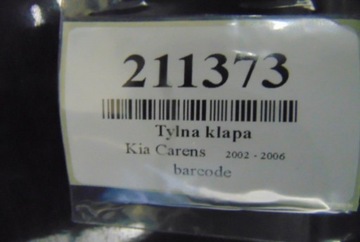 211373
Tylna klapa
Kia Carens 2002 - 2006
barcode